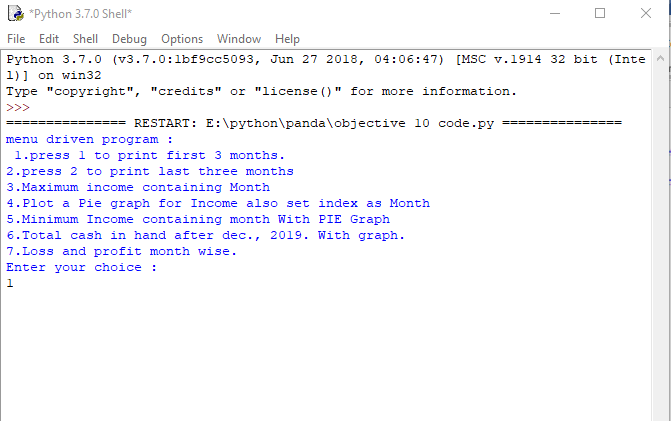 *Python 3.7.0 Shell*
File Edit Shell Debug Options Window Help
Python 3.7.0 (v3.7.0:1bf9cc5093, Jun 27 2018, 04:06:47) [MSC v.1914 32 bit (Inte
l)] on win32
Type "copyright", "credits" or "license()" for more information.
>>>
=============== RESTART: E:\python\panda\objective 10 code.py ===============
menu driven program :
 1.press 1 to print first 3 months.
2.press 2 to print last three months
3.Maximum income containing Month
4.Plot a Pie graph for Income also set index as Month
5.Minimum Income containing month With PIE Graph
6.Total cash in hand after dec., 2019. With graph.
7.Loss and profit month wise.
Enter your choice :
1